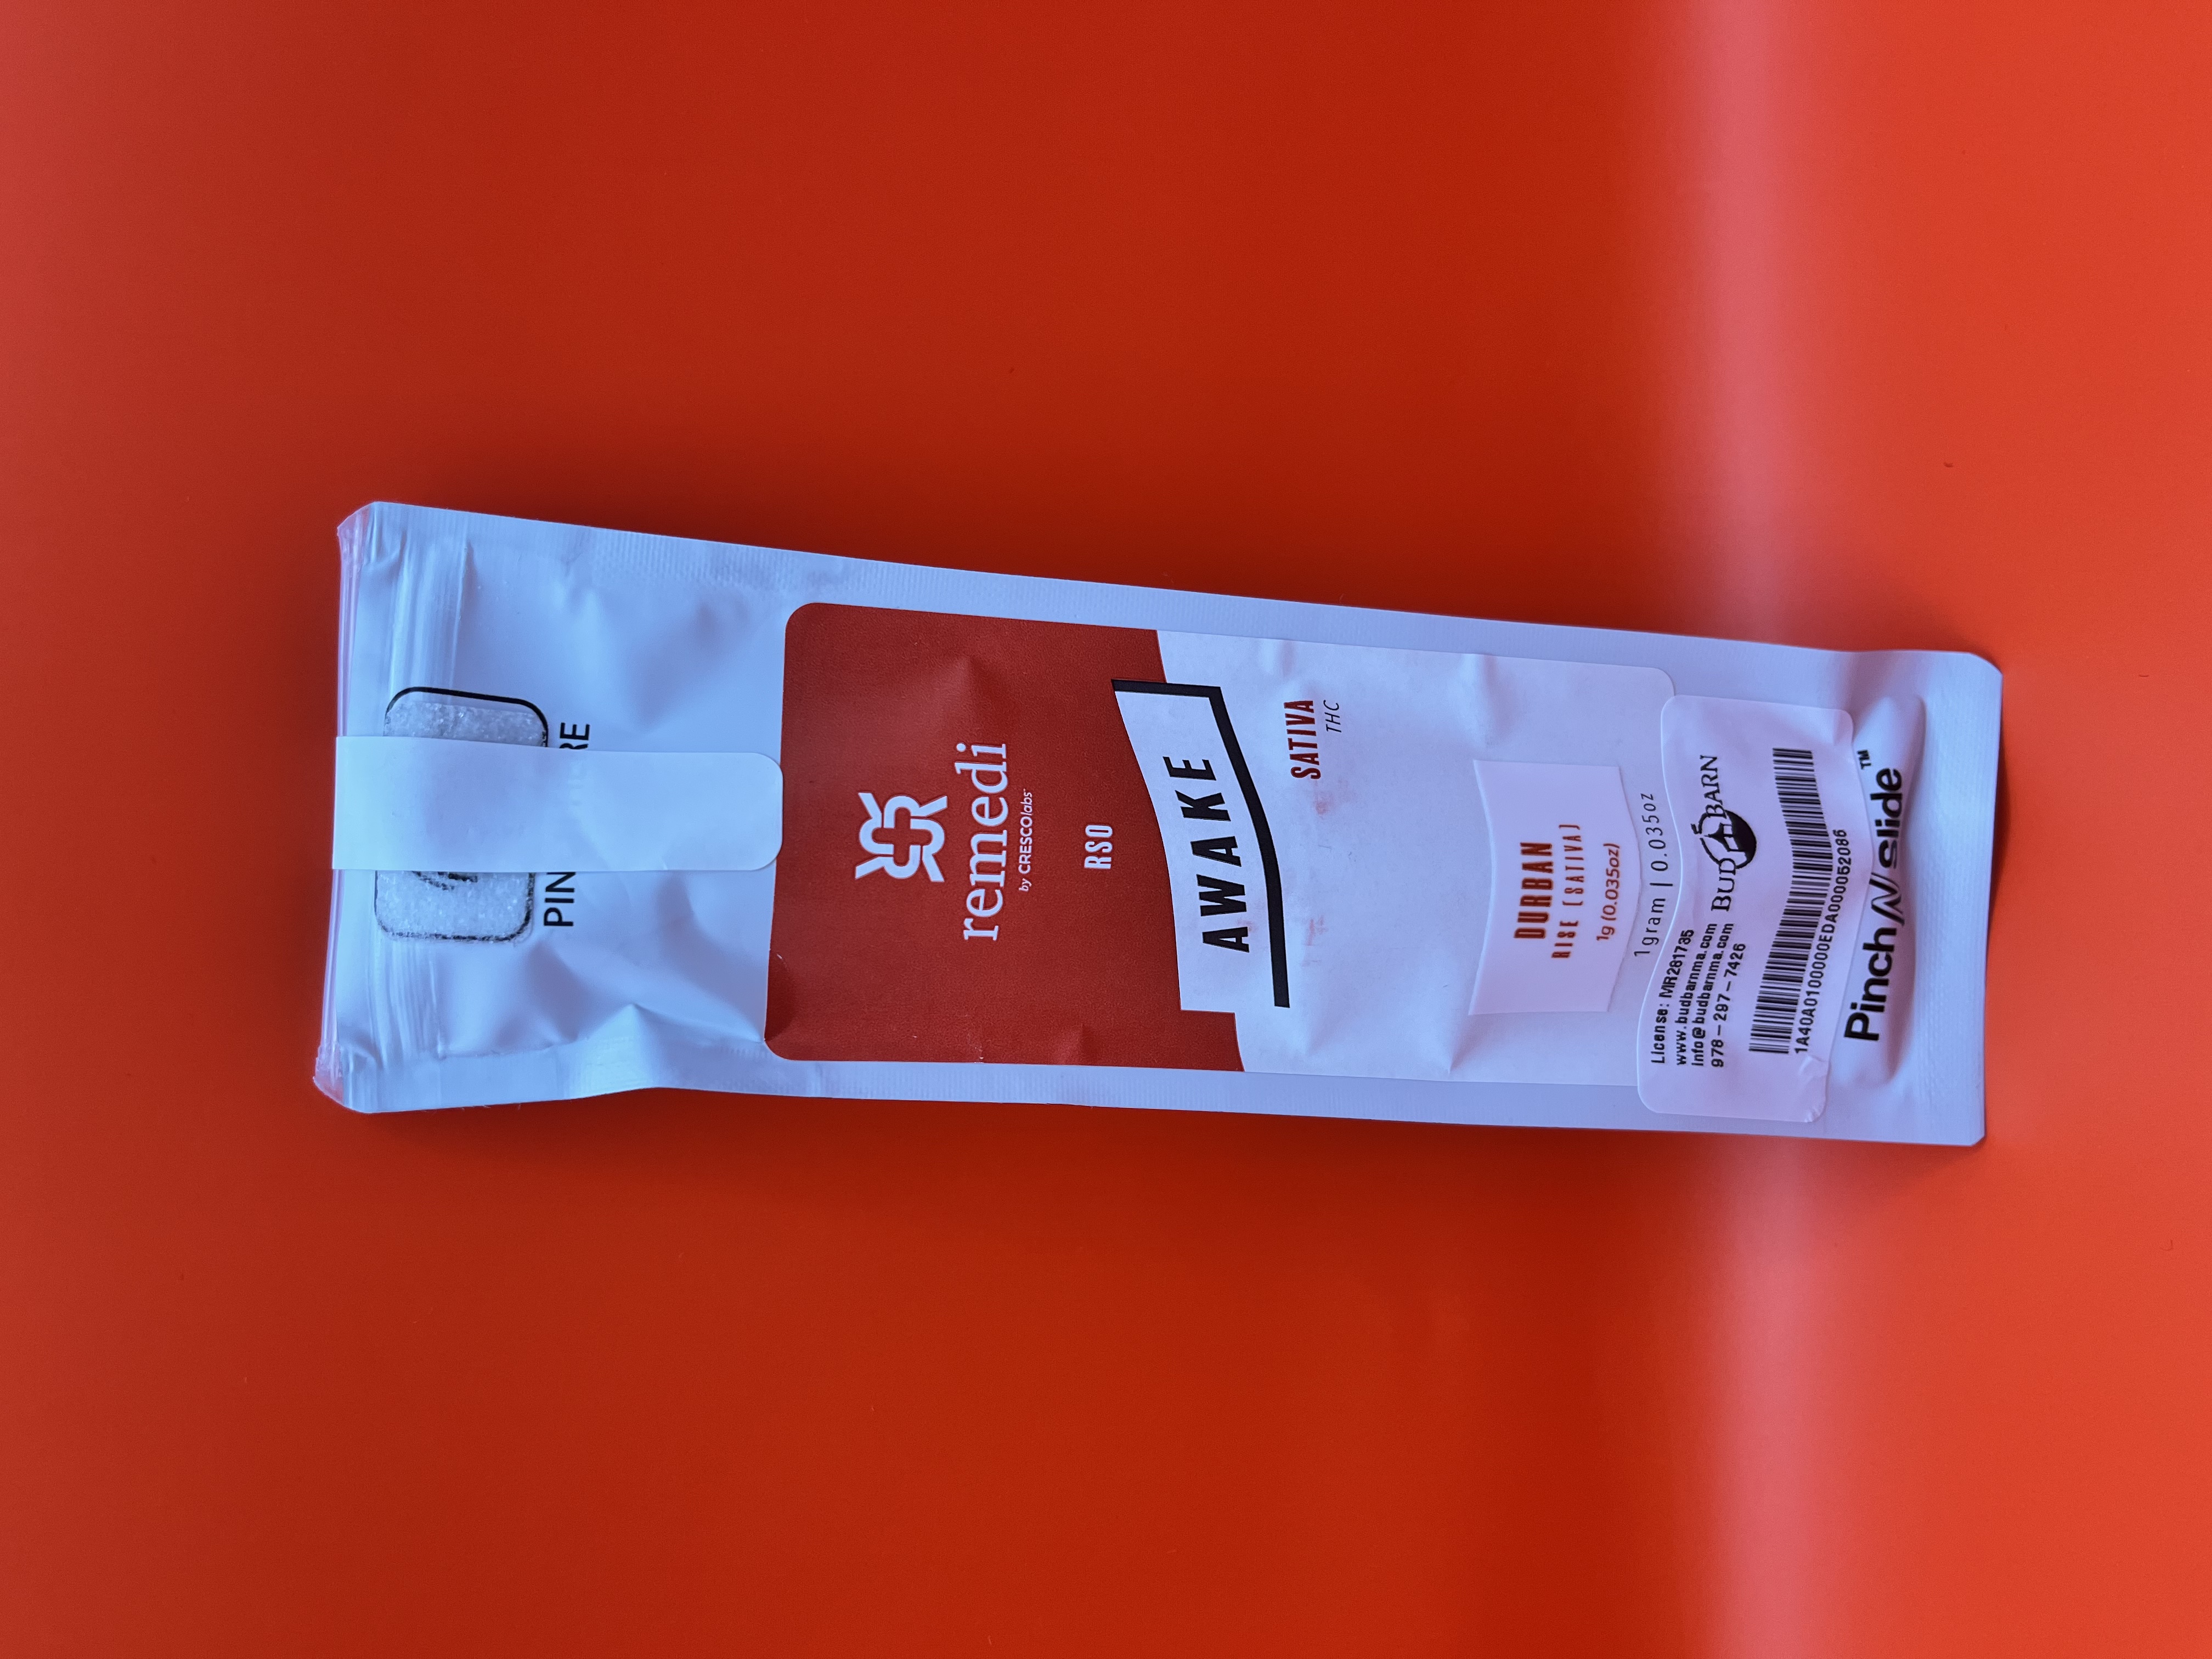 PIN
RE
remedi
by CRESCOlabs
RSO
AWAKE
SATIVA
THC
DURBAN
RISE [SATIVA]
1g (0.035oz)
1gram | 0.035oz
License: MR281735
www.budbarnma.com
info@budbarnma.com
978-297-7426
BUD BARN
1A40A0100000EDA000052086
Pinch N Slide™